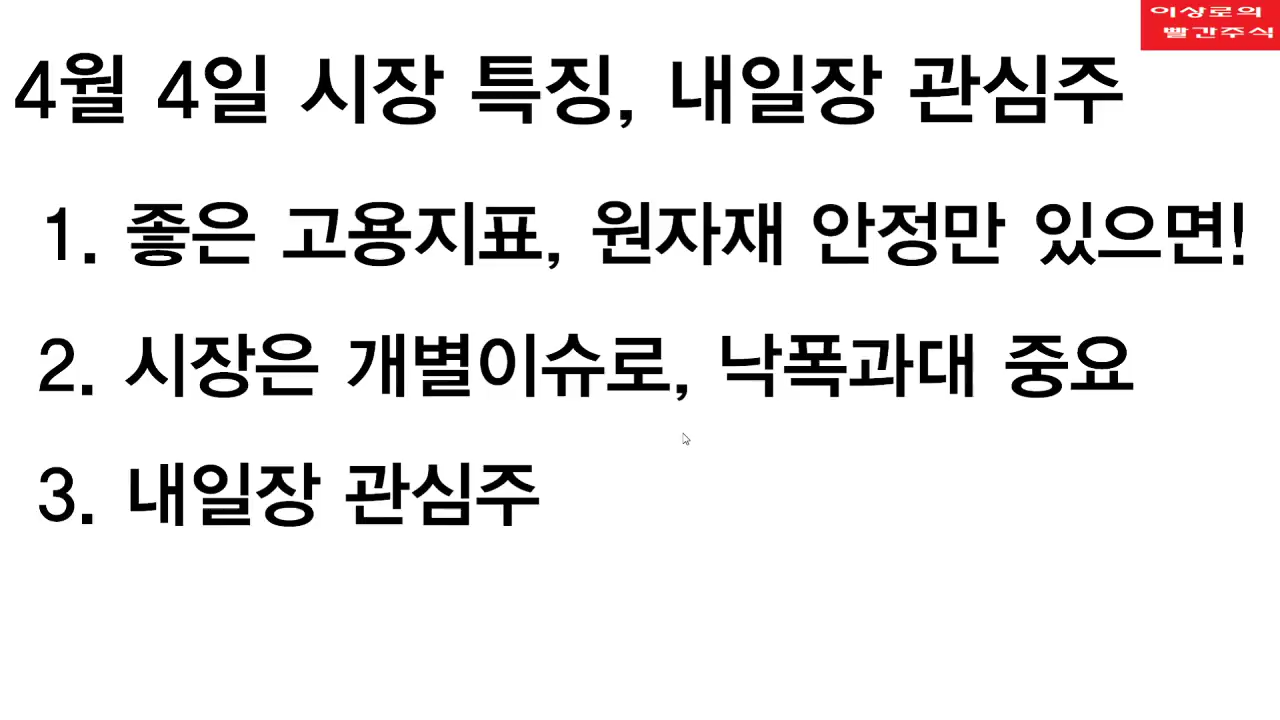 이상로의
빨간주식
4월 4일 시장 특징, 내일장 관심주
1. 좋은 고용지표, 원자재 안정만 있으면!
2. 시장은 개별이슈로, 낙폭과대 중요
3. 내일장 관심주